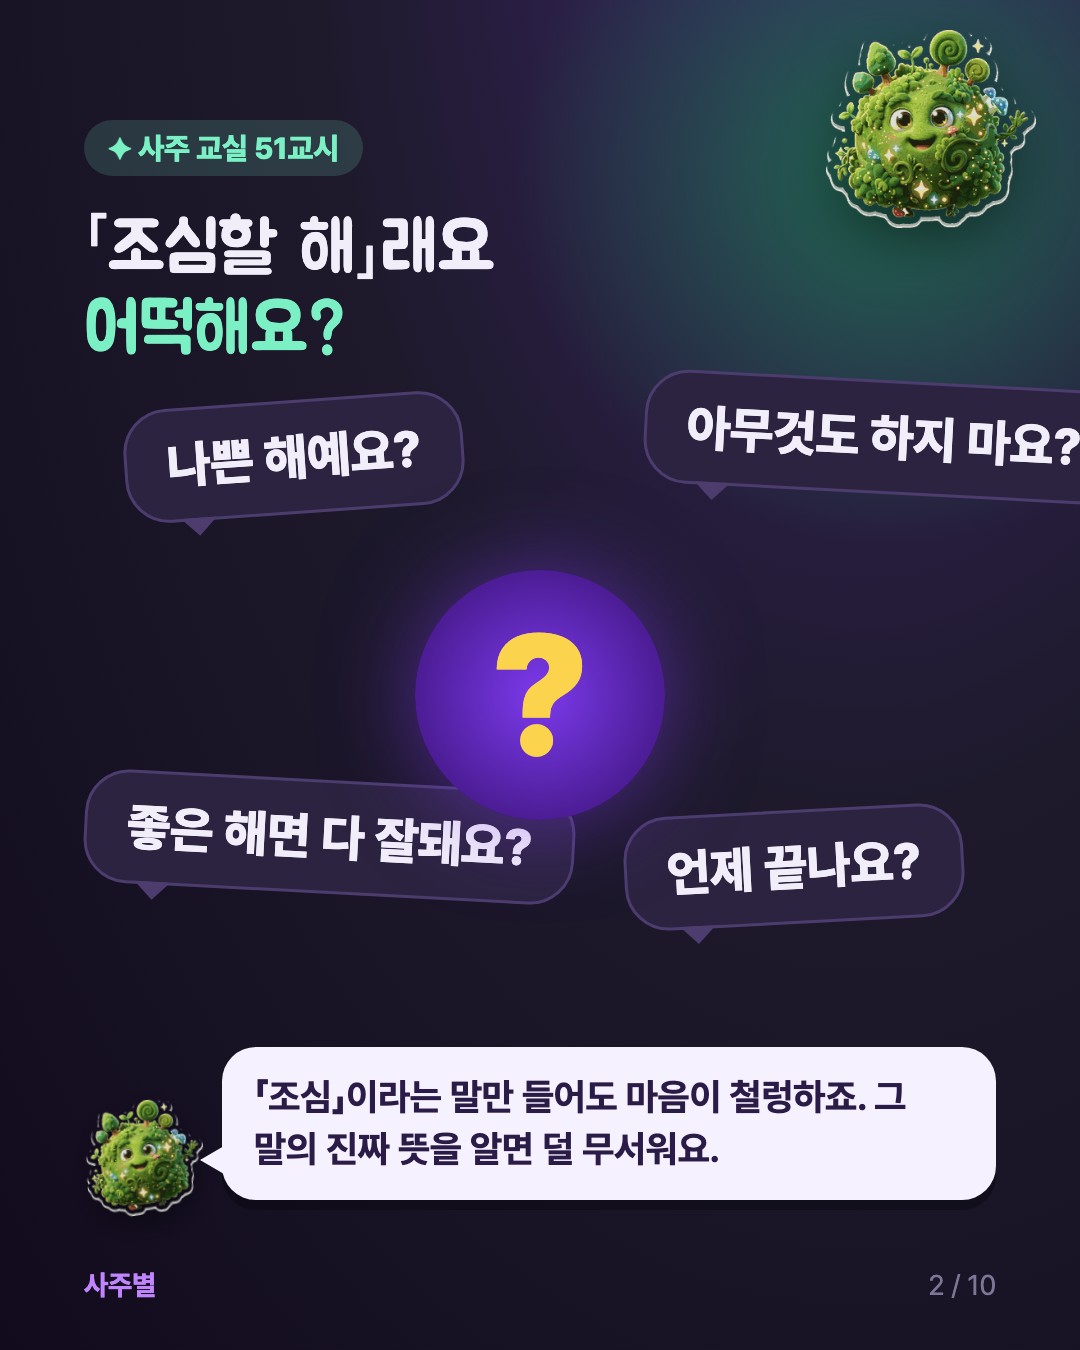 ✦ 사주 교실 51교시
「조심할 해」래요
어떡해요?
나쁜 해예요?
아무것도 하지 마요?
?
좋은 해면 다 잘돼요?
언제 끝나요?
「조심」이라는 말만 들어도 마음이 철렁하죠. 그
말의 진짜 뜻을 알면 덜 무서워요.
사주별
2 / 10